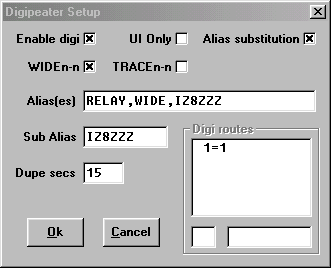 Digipeater Setup
Enable digi UI Only Alias substitution
WIDEn-n TRACEn-n
Alias(es) RELAY,WIDE,IZ8ZZZ
Sub Alias IZ8ZZZ
Digi routes
1=1
Dupe secs 15
Ok Cancel